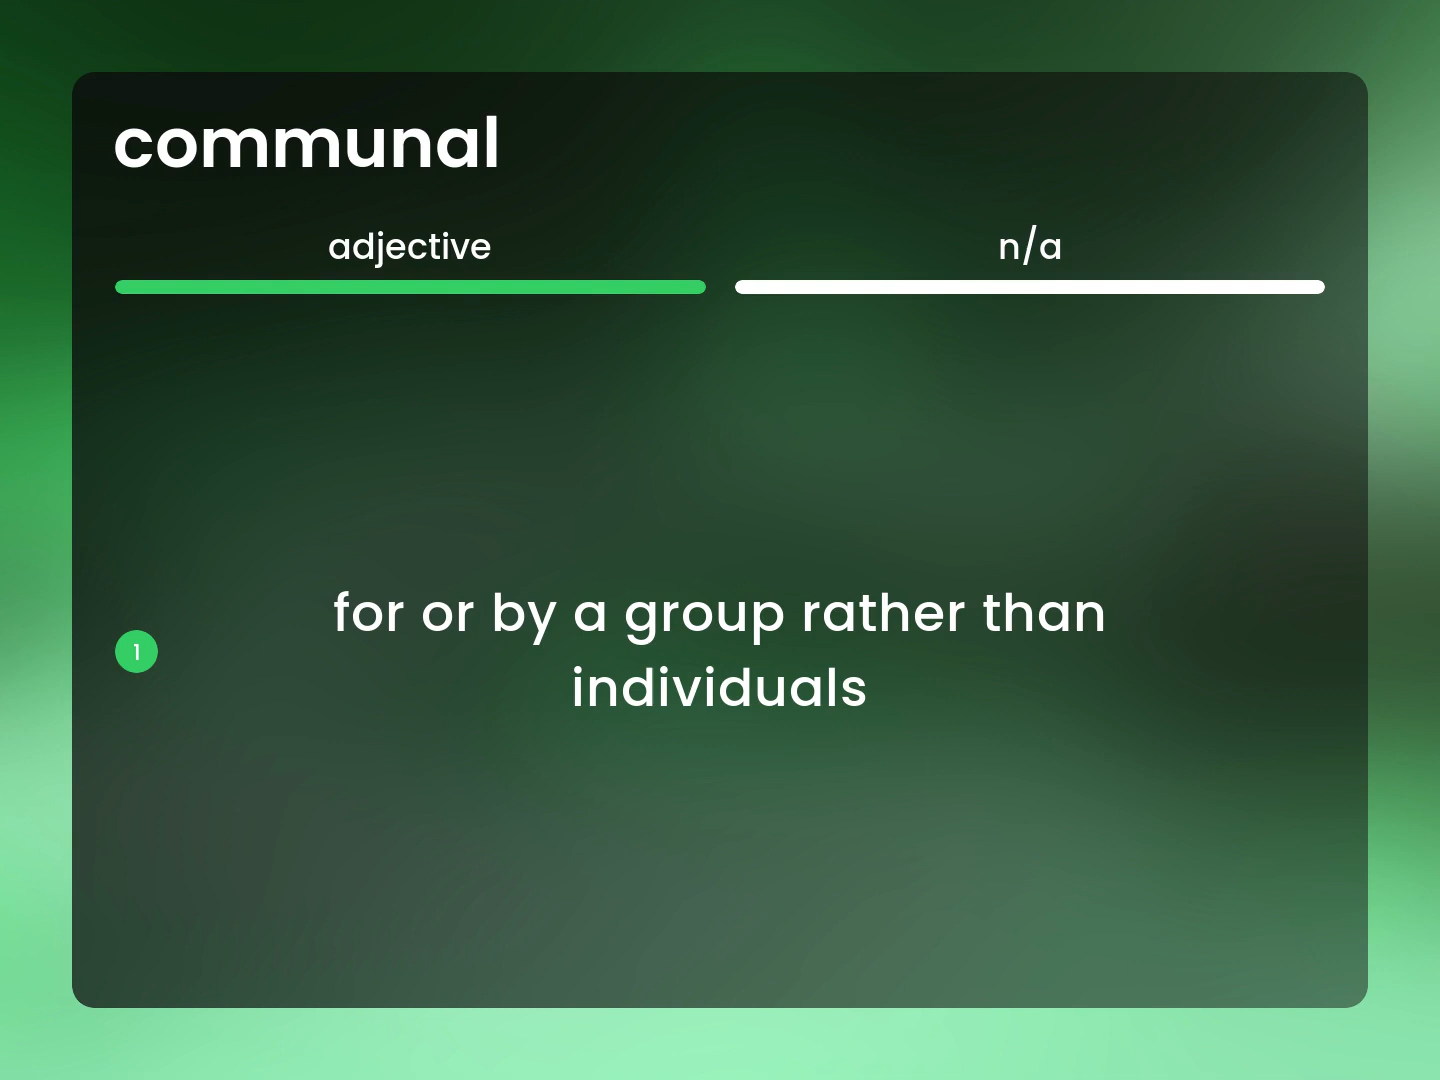 communal
adjective
n/a
1
for or by a group rather than
individuals